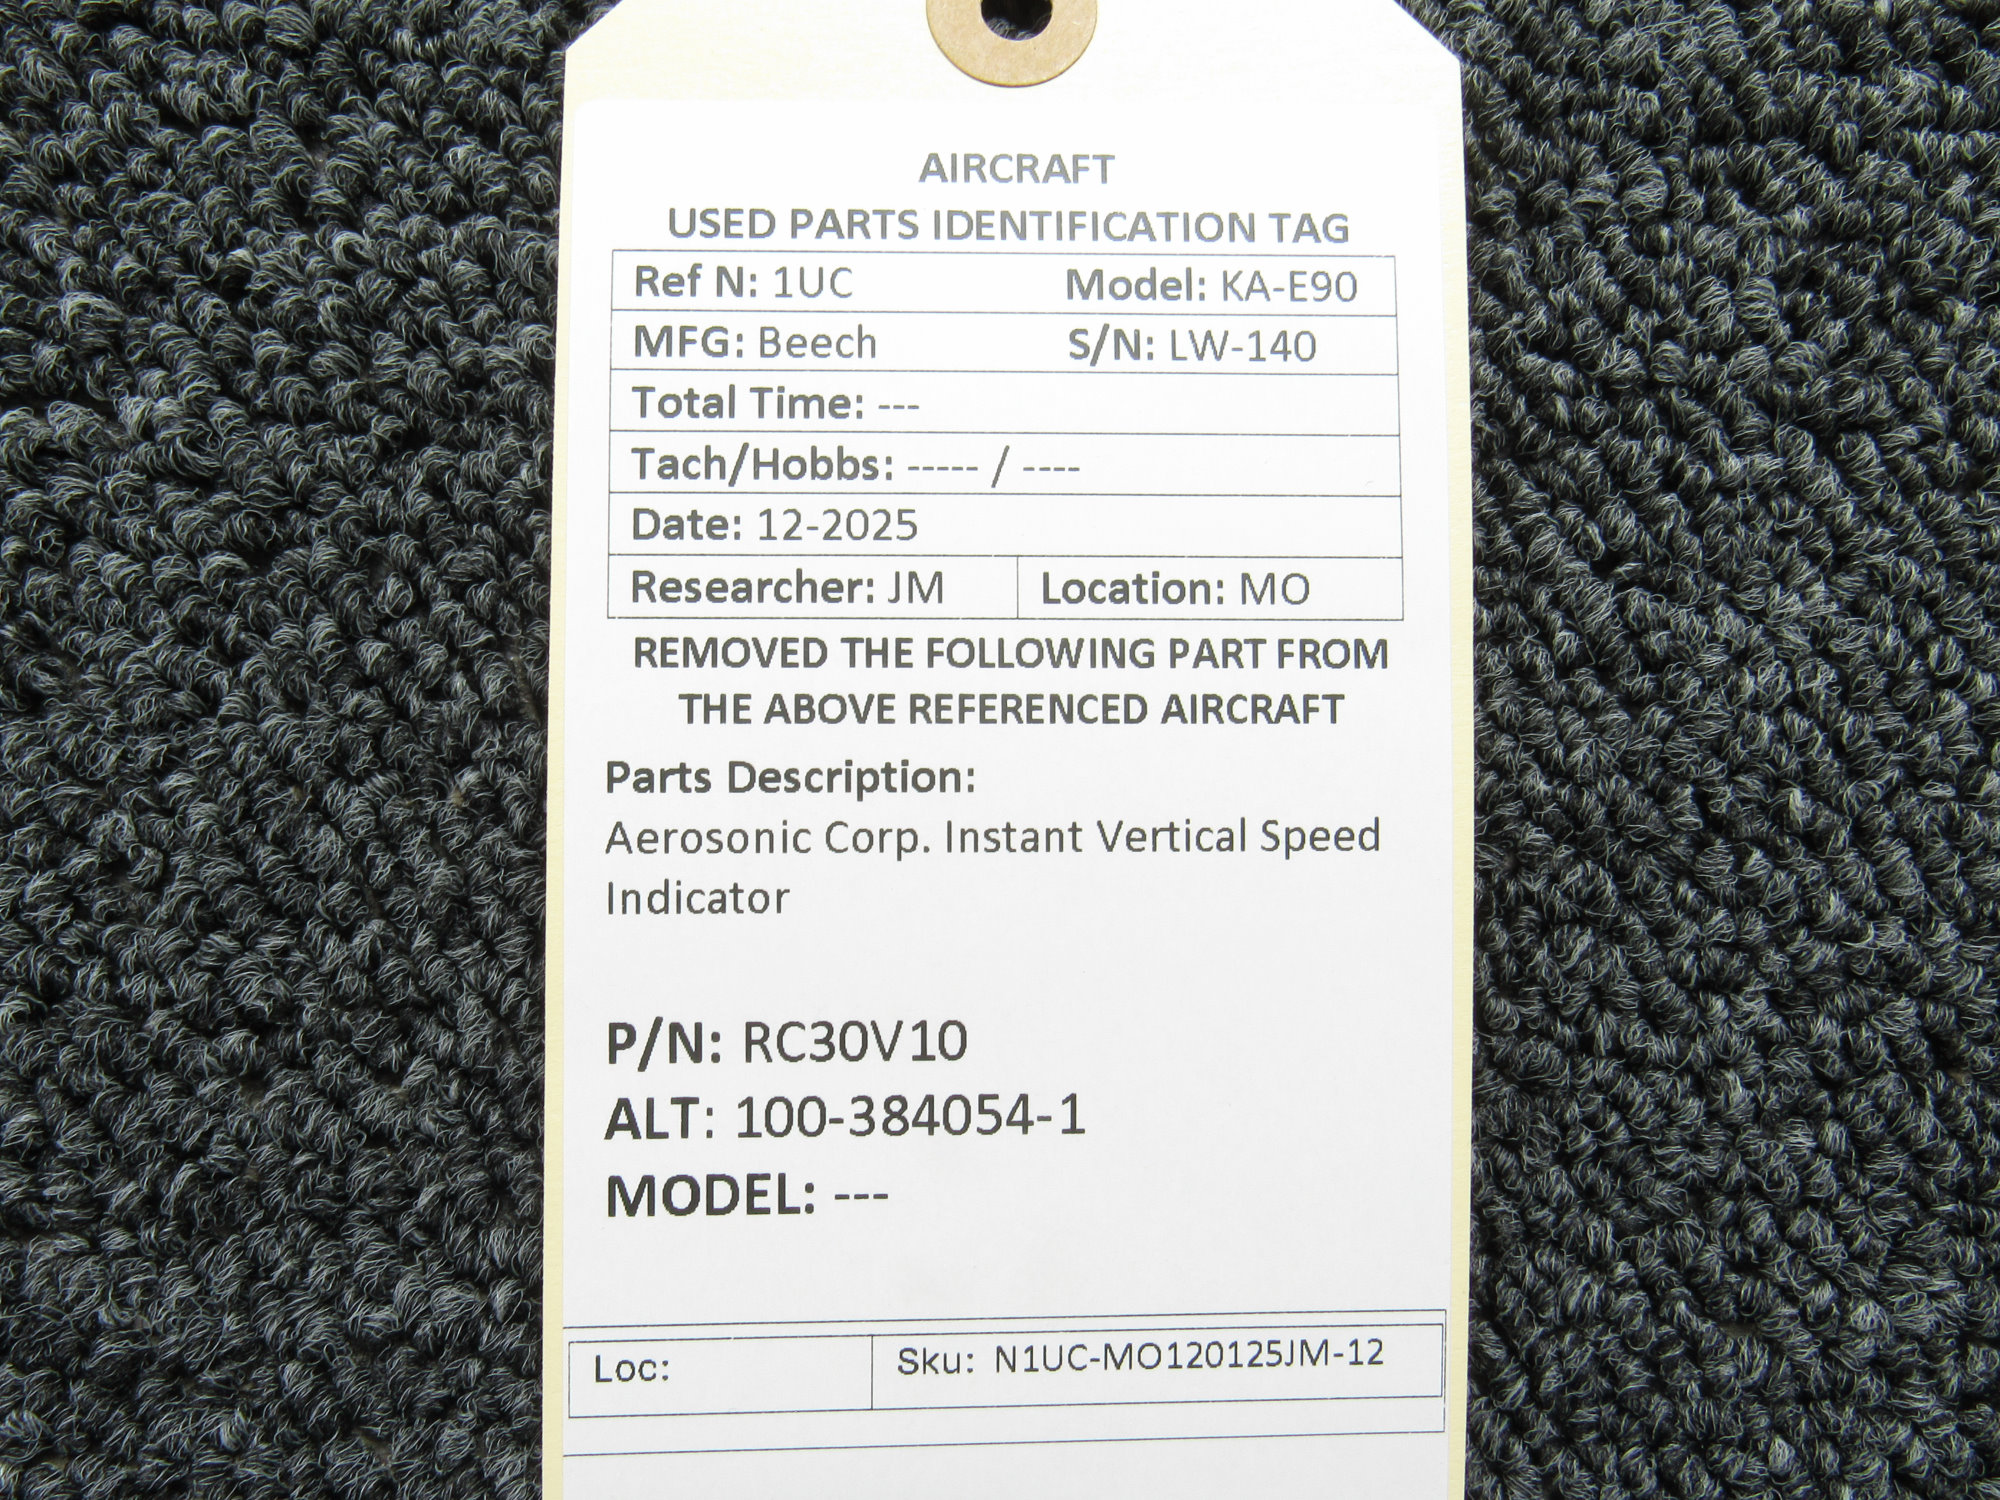 AIRCRAFT
USED PARTS IDENTIFICATION TAG
Ref N: 1UC Model: KA-E90
MFG: Beech S/N: LW-140
Total Time: ---
Tach/Hobbs: ----- / ----
Date: 12-2025
Researcher: JM Location: MO
REMOVED THE FOLLOWING PART FROM
THE ABOVE REFERENCED AIRCRAFT
Parts Description:
Aerosonic Corp. Instant Vertical Speed
Indicator
P/N: RC30V10
ALT: 100-384054-1
MODEL: ---
Loc: Sku: N1UC-MO120125JM-12